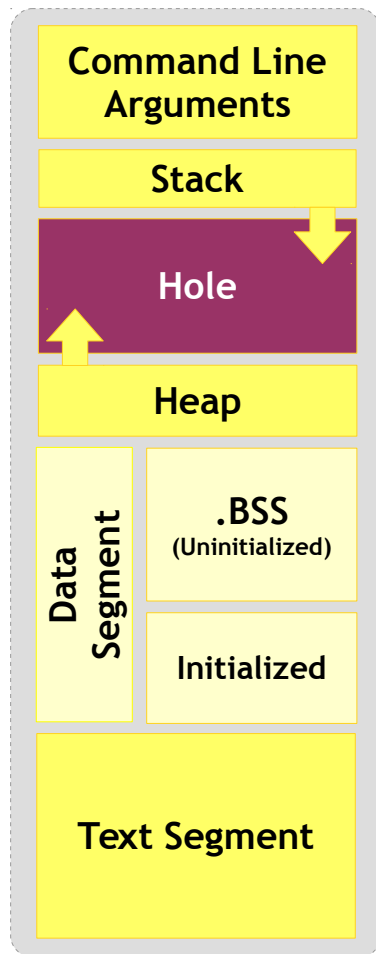 Command Line
Arguments
Stack
Hole
Heap
Data
Segment
.BSS
(Uninitialized)
Initialized
Text Segment